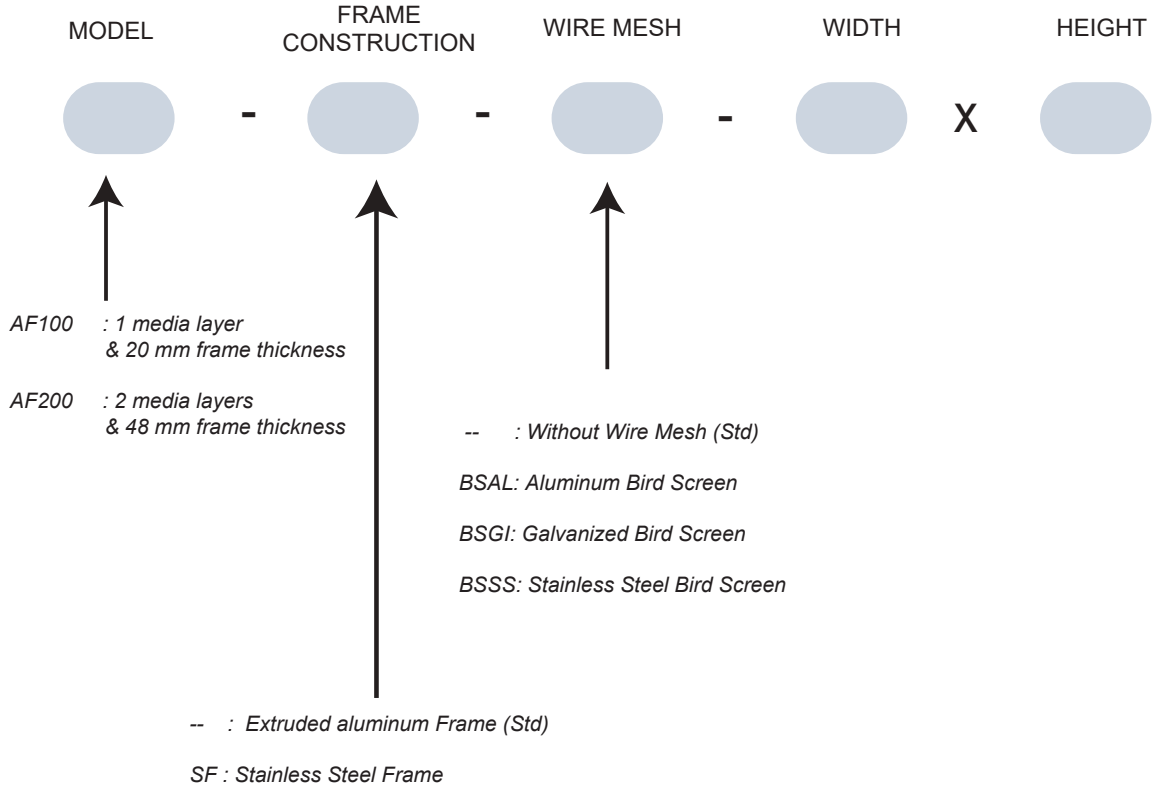 MODEL
FRAME
CONSTRUCTION
WIRE MESH
WIDTH
HEIGHT
- - - X
AF100 : 1 media layer
& 20 mm frame thickness
AF200 : 2 media layers
& 48 mm frame thickness
-- : Without Wire Mesh (Std)
BSAL: Aluminum Bird Screen
BSGI: Galvanized Bird Screen
BSSS: Stainless Steel Bird Screen
-- : Extruded aluminum Frame (Std)
SF : Stainless Steel Frame